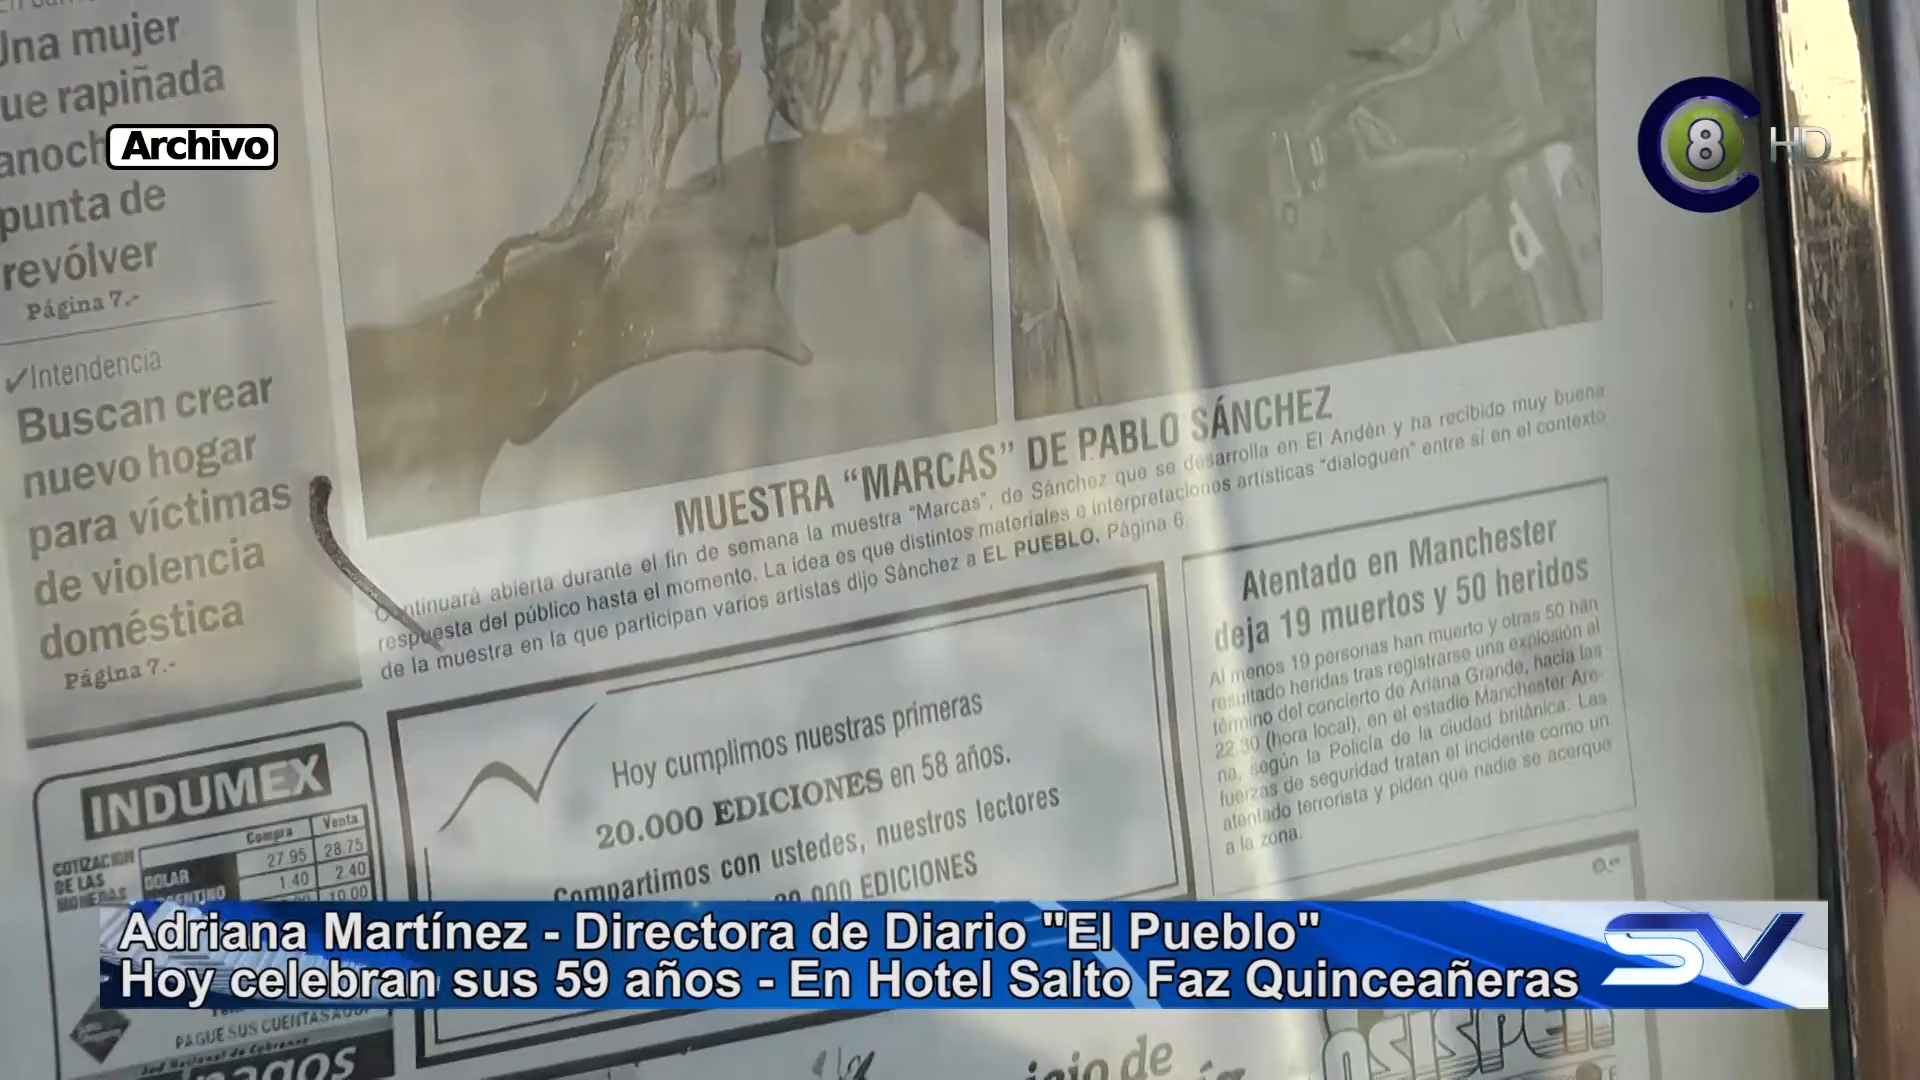 Una mujer
fue rapiñada
anoch
punta de
revólver
Página 7.-
Archivo
8
HD
✓Intendencia
Buscan crear
nuevo hogar
para víctimas
de violencia
doméstica
Página 7.-
MUESTRA “MARCAS” DE PABLO SÁNCHEZ
Continuará abierta durante el fin de semana la muestra “Marcas”, de Sánchez que se desarrolla en El Andén y ha recibido muy buena
respuesta del público hasta el momento. La idea es que distintos materiales e interpretaciones artísticas “dialoguen” entre sí en el contexto
de la muestra en la que participan varios artistas dijo Sánchez a EL PUEBLO. Página 6
Atentado en Manchester
deja 19 muertos y 50 heridos
Al menos 19 personas han muerto y otras 50 han
resultado heridas tras registrarse una explosión al
término del concierto de Ariana Grande, hacia las
22.30 (hora local), en el estadio Manchester Are-
na, según la Policía de la ciudad británica. Las
fuerzas de seguridad tratan el incidente como un
atentado terrorista y piden que nadie se acerque
a la zona.
Hoy cumplimos nuestras primeras
20.000 EDICIONES en 58 años.
Compartimos con ustedes, nuestros lectores
20.000 EDICIONES
INDUMEX
Compra Venta
COTIZACION
DE LAS
MONEDAS
DOLAR 27.95 28.75
ARGENTINO 1.40 2.40
10.00
Adriana Martínez - Directora de Diario "El Pueblo"
Hoy celebran sus 59 años - En Hotel Salto Faz Quinceañeras
SV
PAGUE SUS CUENTAS AQUI
Red Nacional de Cobranzas
pagos